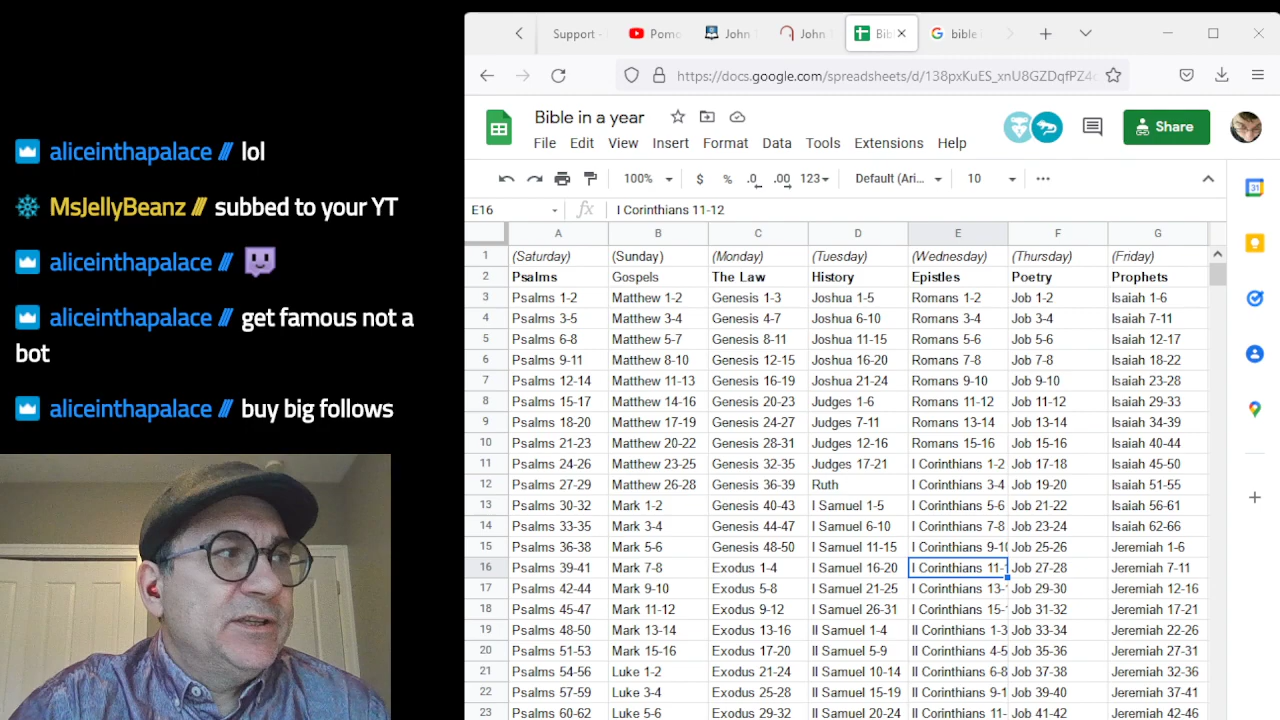 aliceinthapalace /// lol
MsJellyBeanz /// subbed to your YT
aliceinthapalace ///
aliceinthapalace /// get famous not a
bot
aliceinthapalace /// buy big follows
Support
Pomo
John
John
Bib
bible
https://docs.google.com/spreadsheets/d/138pxKuES_xnU8GZDqfPZ4
Bible in a year
Share
File Edit View Insert Format Data Tools Extensions Help
100% $ % .0 .00 123 Default (Ari... 10
E16 fx I Corinthians 11-12
A B C D E F G
1 (Saturday) (Sunday) (Monday) (Tuesday) (Wednesday) (Thursday) (Friday)
2 Psalms Gospels The Law History Epistles Poetry Prophets
3 Psalms 1-2 Matthew 1-2 Genesis 1-3 Joshua 1-5 Romans 1-2 Job 1-2 Isaiah 1-6
4 Psalms 3-5 Matthew 3-4 Genesis 4-7 Joshua 6-10 Romans 3-4 Job 3-4 Isaiah 7-11
5 Psalms 6-8 Matthew 5-7 Genesis 8-11 Joshua 11-15 Romans 5-6 Job 5-6 Isaiah 12-17
6 Psalms 9-11 Matthew 8-10 Genesis 12-15 Joshua 16-20 Romans 7-8 Job 7-8 Isaiah 18-22
7 Psalms 12-14 Matthew 11-13 Genesis 16-19 Joshua 21-24 Romans 9-10 Job 9-10 Isaiah 23-28
8 Psalms 15-17 Matthew 14-16 Genesis 20-23 Judges 1-6 Romans 11-12 Job 11-12 Isaiah 29-33
9 Psalms 18-20 Matthew 17-19 Genesis 24-27 Judges 7-11 Romans 13-14 Job 13-14 Isaiah 34-39
10 Psalms 21-23 Matthew 20-22 Genesis 28-31 Judges 12-16 Romans 15-16 Job 15-16 Isaiah 40-44
11 Psalms 24-26 Matthew 23-25 Genesis 32-35 Judges 17-21 I Corinthians 1-2 Job 17-18 Isaiah 45-50
12 Psalms 27-29 Matthew 26-28 Genesis 36-39 Ruth I Corinthians 3-4 Job 19-20 Isaiah 51-55
13 Psalms 30-32 Mark 1-2 Genesis 40-43 I Samuel 1-5 I Corinthians 5-6 Job 21-22 Isaiah 56-61
14 Psalms 33-35 Mark 3-4 Genesis 44-47 I Samuel 6-10 I Corinthians 7-8 Job 23-24 Isaiah 62-66
15 Psalms 36-38 Mark 5-6 Genesis 48-50 I Samuel 11-15 I Corinthians 9-10 Job 25-26 Jeremiah 1-6
16 Psalms 39-41 Mark 7-8 Exodus 1-4 I Samuel 16-20 I Corinthians 11- Job 27-28 Jeremiah 7-11
17 Psalms 42-44 Mark 9-10 Exodus 5-8 I Samuel 21-25 I Corinthians 13- Job 29-30 Jeremiah 12-16
18 Psalms 45-47 Mark 11-12 Exodus 9-12 I Samuel 26-31 I Corinthians 15- Job 31-32 Jeremiah 17-21
19 Psalms 48-50 Mark 13-14 Exodus 13-16 II Samuel 1-4 II Corinthians 1-3 Job 33-34 Jeremiah 22-26
20 Psalms 51-53 Mark 15-16 Exodus 17-20 II Samuel 5-9 II Corinthians 4-5 Job 35-36 Jeremiah 27-31
21 Psalms 54-56 Luke 1-2 Exodus 21-24 II Samuel 10-14 II Corinthians 6-8 Job 37-38 Jeremiah 32-36
22 Psalms 57-59 Luke 3-4 Exodus 25-28 II Samuel 15-19 II Corinthians 9-1 Job 39-40 Jeremiah 37-41
23 Psalms 60-62 Luke 5-6 Exodus 29-32 II Samuel 20-24 II Corinthians 11- Job 41-42 Jeremiah 42-46
31